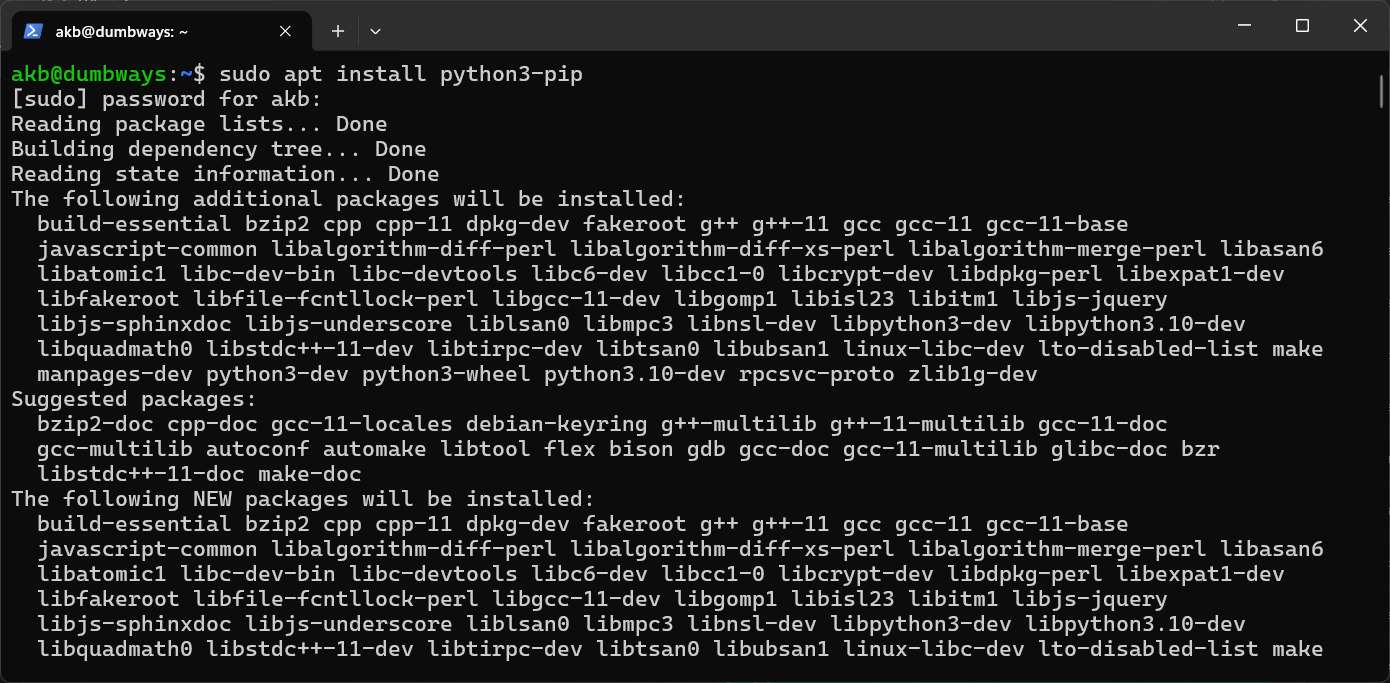 akb@dumbways: ~
akb@dumbways:~$ sudo apt install python3-pip
[sudo] password for akb:
Reading package lists... Done
Building dependency tree... Done
Reading state information... Done
The following additional packages will be installed:
  build-essential bzip2 cpp cpp-11 dpkg-dev fakeroot g++ g++-11 gcc gcc-11 gcc-11-base
  javascript-common libalgorithm-diff-perl libalgorithm-diff-xs-perl libalgorithm-merge-perl libasan6
  libatomic1 libc-dev-bin libc-devtools libc6-dev libcc1-0 libcrypt-dev libdpkg-perl libexpat1-dev
  libfakeroot libfile-fcntllock-perl libgcc-11-dev libgomp1 libisl23 libitm1 libjs-jquery
  libjs-sphinxdoc libjs-underscore liblsan0 libmpc3 libnsl-dev libpython3-dev libpython3.10-dev
  libquadmath0 libstdc++-11-dev libtirpc-dev libtsan0 libubsan1 linux-libc-dev lto-disabled-list make
  manpages-dev python3-dev python3-wheel python3.10-dev rpcsvc-proto zlib1g-dev
Suggested packages:
  bzip2-doc cpp-doc gcc-11-locales debian-keyring g++-multilib g++-11-multilib gcc-11-doc
  gcc-multilib autoconf automake libtool flex bison gdb gcc-doc gcc-11-multilib glibc-doc bzr
  libstdc++-11-doc make-doc
The following NEW packages will be installed:
  build-essential bzip2 cpp cpp-11 dpkg-dev fakeroot g++ g++-11 gcc gcc-11 gcc-11-base
  javascript-common libalgorithm-diff-perl libalgorithm-diff-xs-perl libalgorithm-merge-perl libasan6
  libatomic1 libc-dev-bin libc-devtools libc6-dev libcc1-0 libcrypt-dev libdpkg-perl libexpat1-dev
  libfakeroot libfile-fcntllock-perl libgcc-11-dev libgomp1 libisl23 libitm1 libjs-jquery
  libjs-sphinxdoc libjs-underscore liblsan0 libmpc3 libnsl-dev libpython3-dev libpython3.10-dev
  libquadmath0 libstdc++-11-dev libtirpc-dev libtsan0 libubsan1 linux-libc-dev lto-disabled-list make